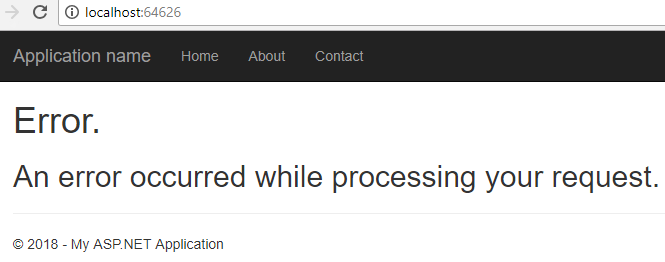 localhost:64626
Application name Home About Contact
Error.
An error occurred while processing your request.
© 2018 - My ASP.NET Application